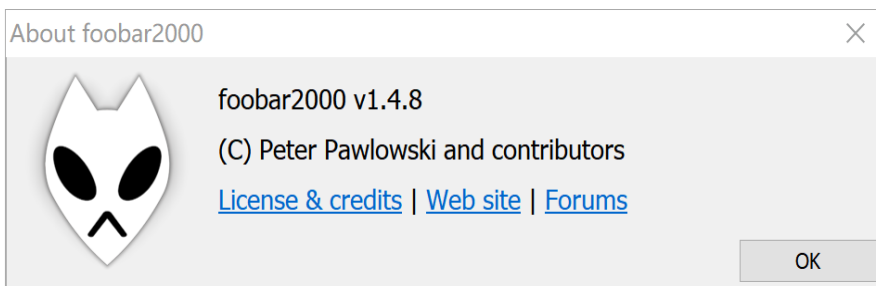 About foobar2000
foobar2000 v1.4.8
(C) Peter Pawlowski and contributors
License & credits | Web site | Forums
OK